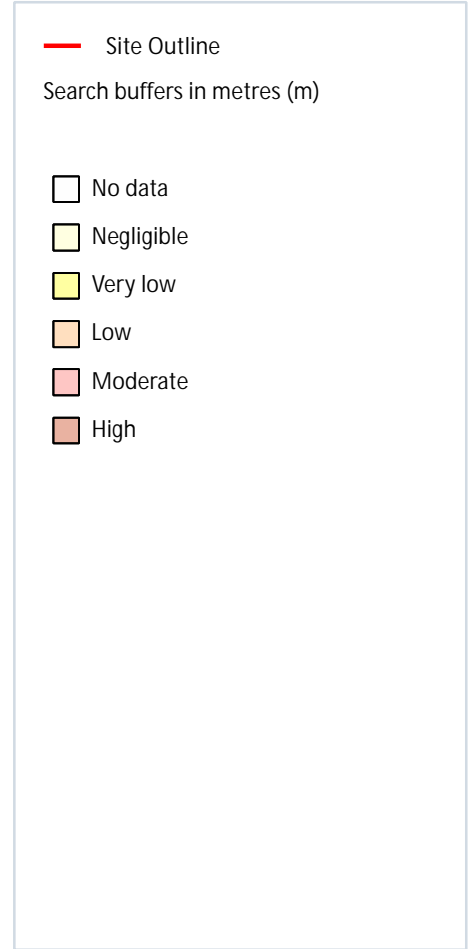 Site Outline
Search buffers in metres (m)
No data
Negligible
Very low
Low
Moderate
High